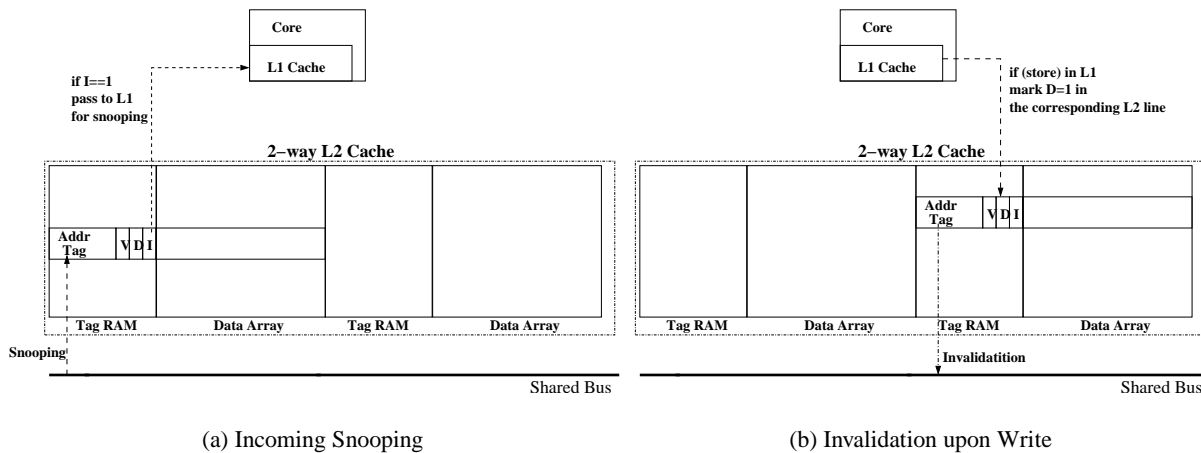 Core
L1 Cache
if I==1
pass to L1
for snooping
2−way L2 Cache
Addr
Tag
V D I
Tag RAM
Data Array
Tag RAM
Data Array
Snooping
Shared Bus
(a) Incoming Snooping
Core
L1 Cache
if (store) in L1
mark D=1 in
the corresponding L2 line
2−way L2 Cache
Addr
Tag
V D I
Tag RAM
Data Array
Tag RAM
Data Array
Invalidatition
Shared Bus
(b) Invalidation upon Write